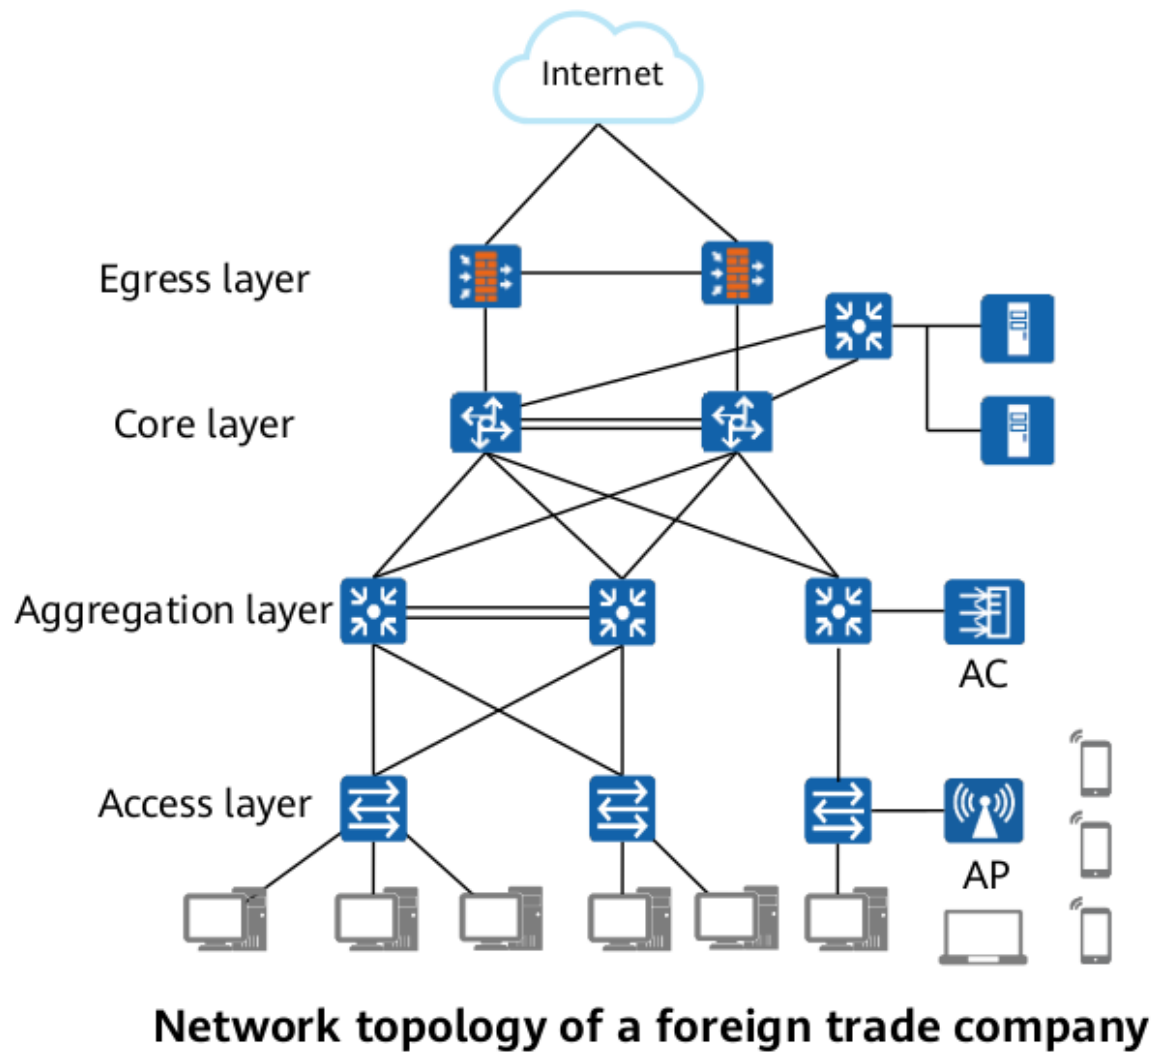 Internet
Egress layer
Core layer
Aggregation layer
AC
Access layer
AP
Network topology of a foreign trade company